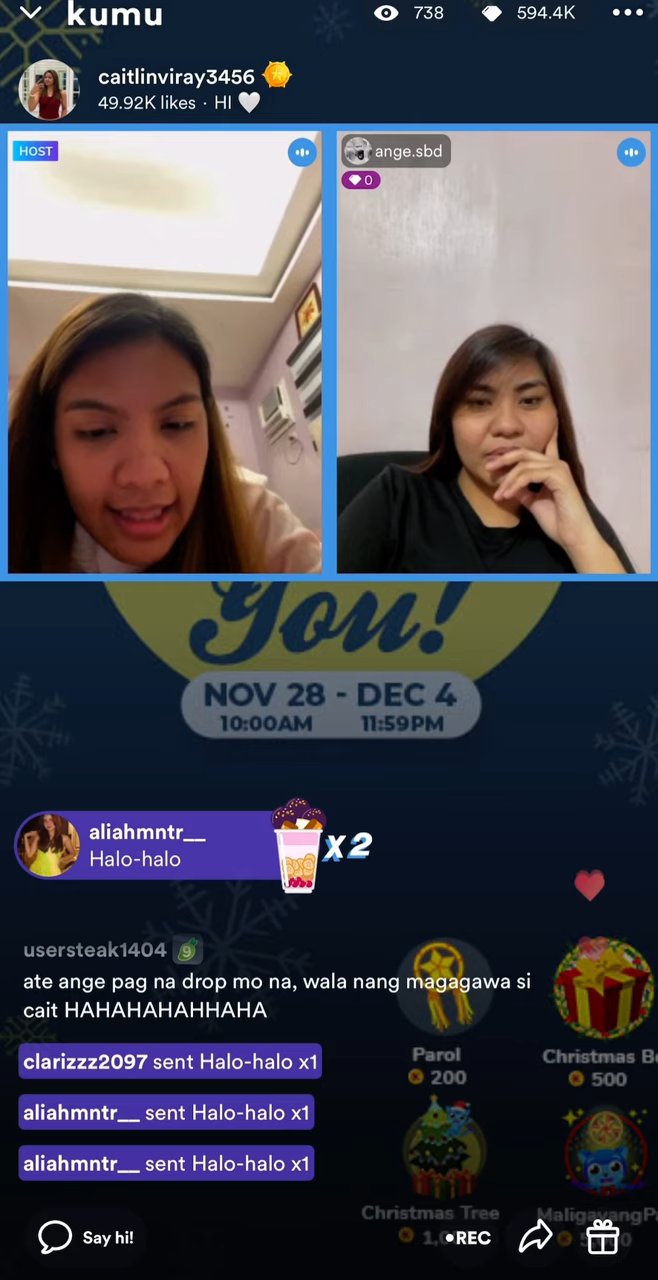 kumu
738
594.4K
caitlinviray3456
49.92K likes · HI 🤍
HOST
ange.sbd
0
You!
NOV 28 - DEC 4
10:00AM 11:59PM
aliahmntr__
Halo-halo
X2
usersteak1404 9
ate ange pag na drop mo na, wala nang magagawa si
cait HAHAHAHAHHAHA
clarizzz2097 sent Halo-halo x1
aliahmntr__ sent Halo-halo x1
aliahmntr__ sent Halo-halo x1
Parol
200
Christmas
500
Christmas Tree
Say hi!
REC